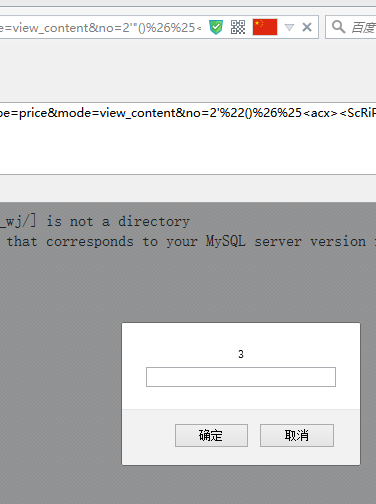 =view_content&no=2'"()%26%25<
百度
pe=price&mode=view_content&no=2'%22()%26%25<acx><ScRiP
_wj/] is not a directory
that corresponds to your MySQL server version
3
确定 取消